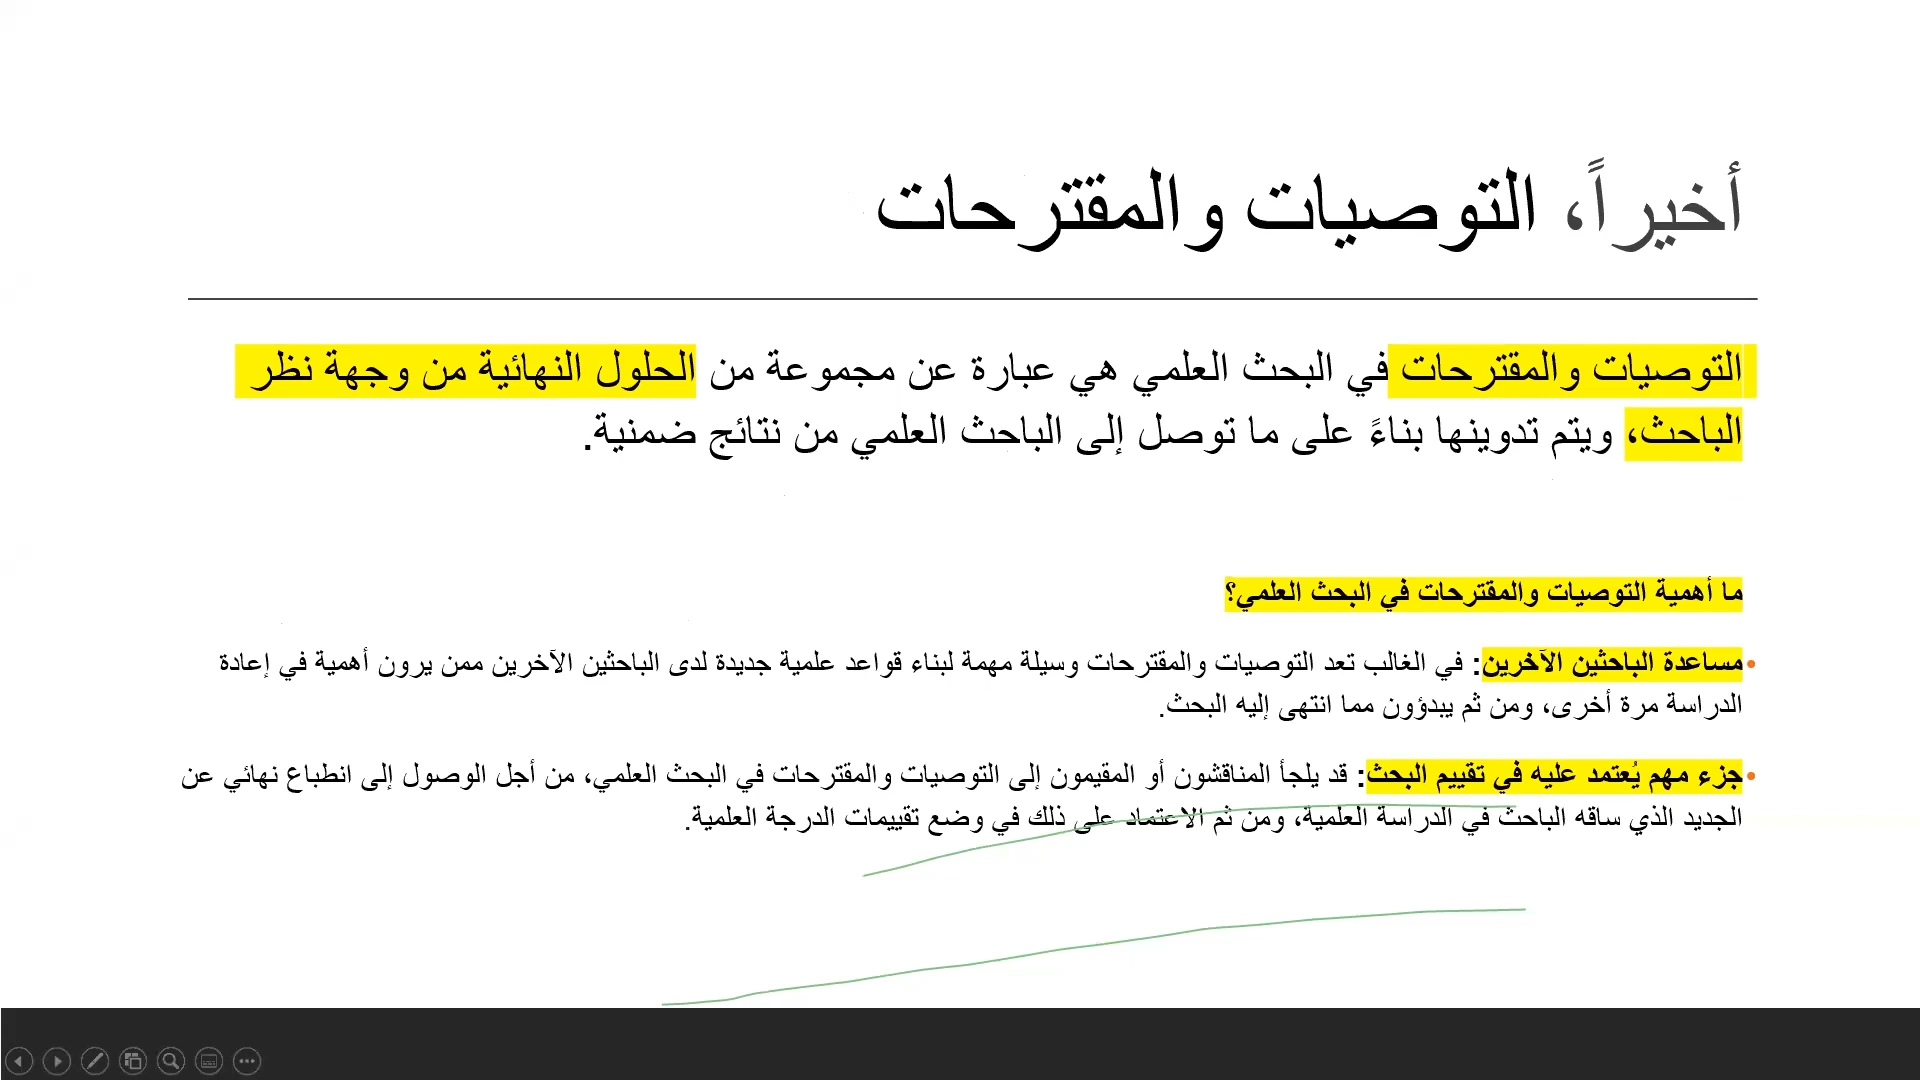 أخيراً، التوصيات والمقترحات
التوصيات والمقترحات في البحث العلمي هي عبارة عن مجموعة من الحلول النهائية من وجهة نظر
الباحث، ويتم تدوينها بناءً على ما توصل إلى الباحث العلمي من نتائج ضمنية.
ما أهمية التوصيات والمقترحات في البحث العلمي؟
•مساعدة الباحثين الآخرين: في الغالب تعد التوصيات والمقترحات وسيلة مهمة لبناء قواعد علمية جديدة لدى الباحثين الآخرين ممن يرون أهمية في إعادة
الدراسة مرة أخرى، ومن ثم يبدؤون مما انتهى إليه البحث.
•جزء مهم يُعتمد عليه في تقييم البحث: قد يلجأ المناقشون أو المقيمون إلى التوصيات والمقترحات في البحث العلمي، من أجل الوصول إلى انطباع نهائي عن
الجديد الذي ساقه الباحث في الدراسة العلمية، ومن ثم الاعتماد على ذلك في وضع تقييمات الدرجة العلمية.